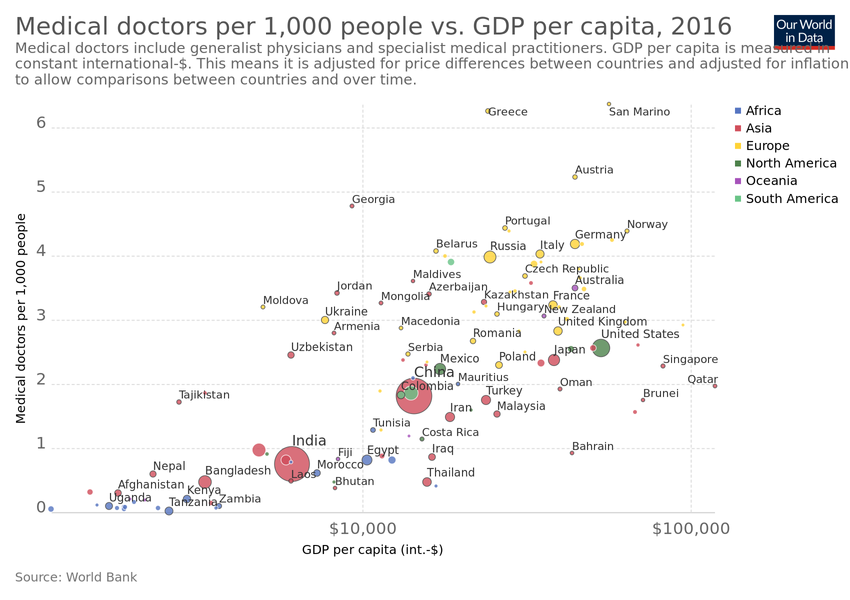 Medical doctors per 1,000 people vs. GDP per capita, 2016
Our World
in Data
Medical doctors include generalist physicians and specialist medical practitioners. GDP per capita is measured in
constant international-$. This means it is adjusted for price differences between countries and adjusted for inflation
to allow comparisons between countries and over time.
Africa
Asia
Europe
North America
Oceania
South America
Medical doctors per 1,000 people
6
5
4
3
2
1
0
Greece
San Marino
Austria
Georgia
Portugal
Norway
Belarus
Russia
Italy
Germany
Czech Republic
Maldives
Australia
Jordan
Azerbaijan
Mongolia
Kazakhstan
France
Moldova
Hungary
New Zealand
Ukraine
Armenia
Macedonia
United Kingdom
Romania
United States
Uzbekistan
Serbia
Mexico
Poland
Japan
Singapore
China
Colombia
Mauritius
Oman
Qatar
Tajikistan
Turkey
Brunei
Iran
Malaysia
Tunisia
Costa Rica
India
Fiji
Egypt
Iraq
Bahrain
Nepal
Bangladesh
Laos
Morocco
Bhutan
Thailand
Afghanistan
Uganda
Kenya
Tanzania
Zambia
$10,000
$100,000
GDP per capita (int.-$)
Source: World Bank